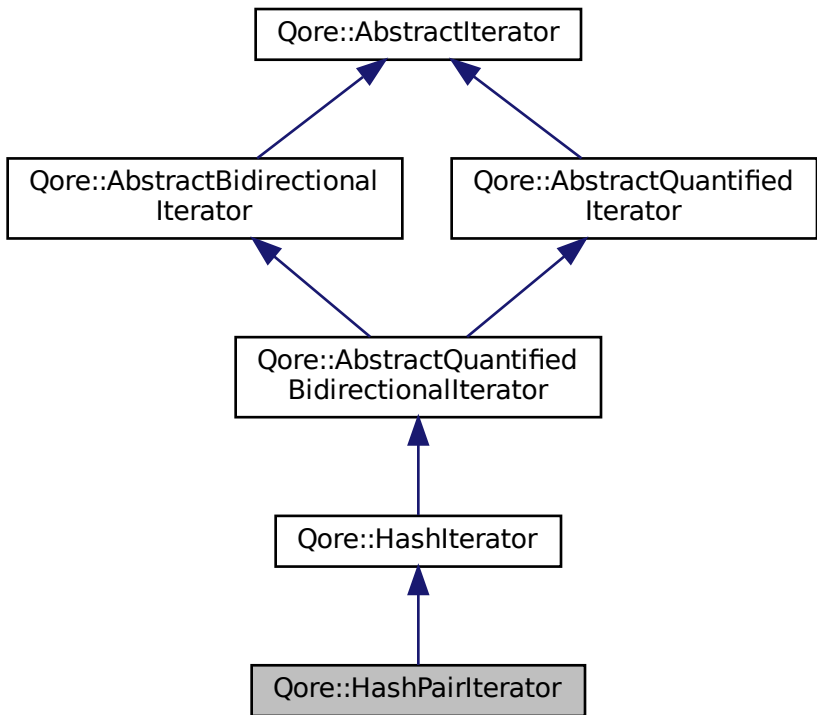 Qore::AbstractIterator
Qore::AbstractBidirectional
Iterator
Qore::AbstractQuantified
Iterator
Qore::AbstractQuantified
BidirectionalIterator
Qore::HashIterator
Qore::HashPairIterator